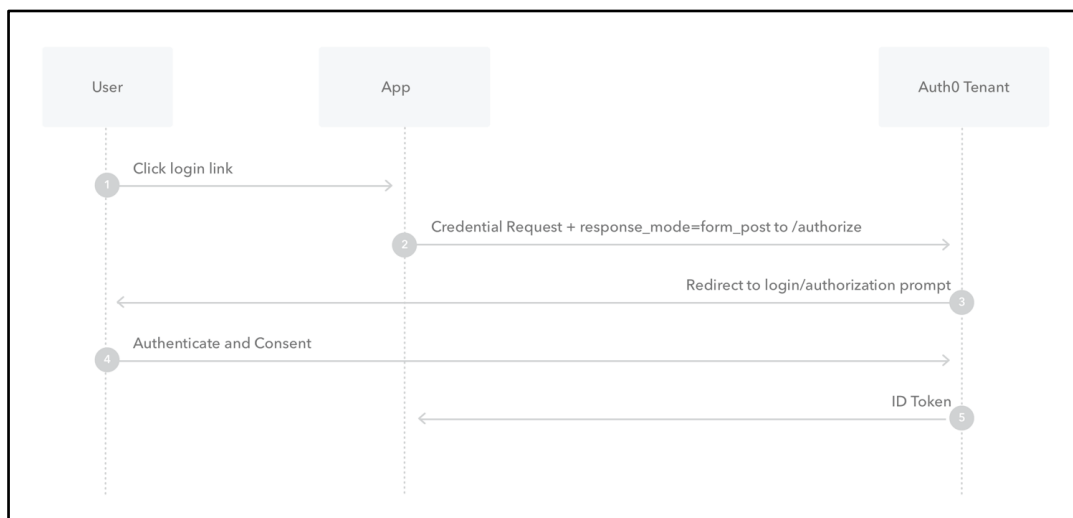 User
App
Auth0 Tenant
Click login link
1
Credential Request + response_mode=form_post to /authorize
2
Redirect to login/authorization prompt
3
Authenticate and Consent
4
ID Token
5